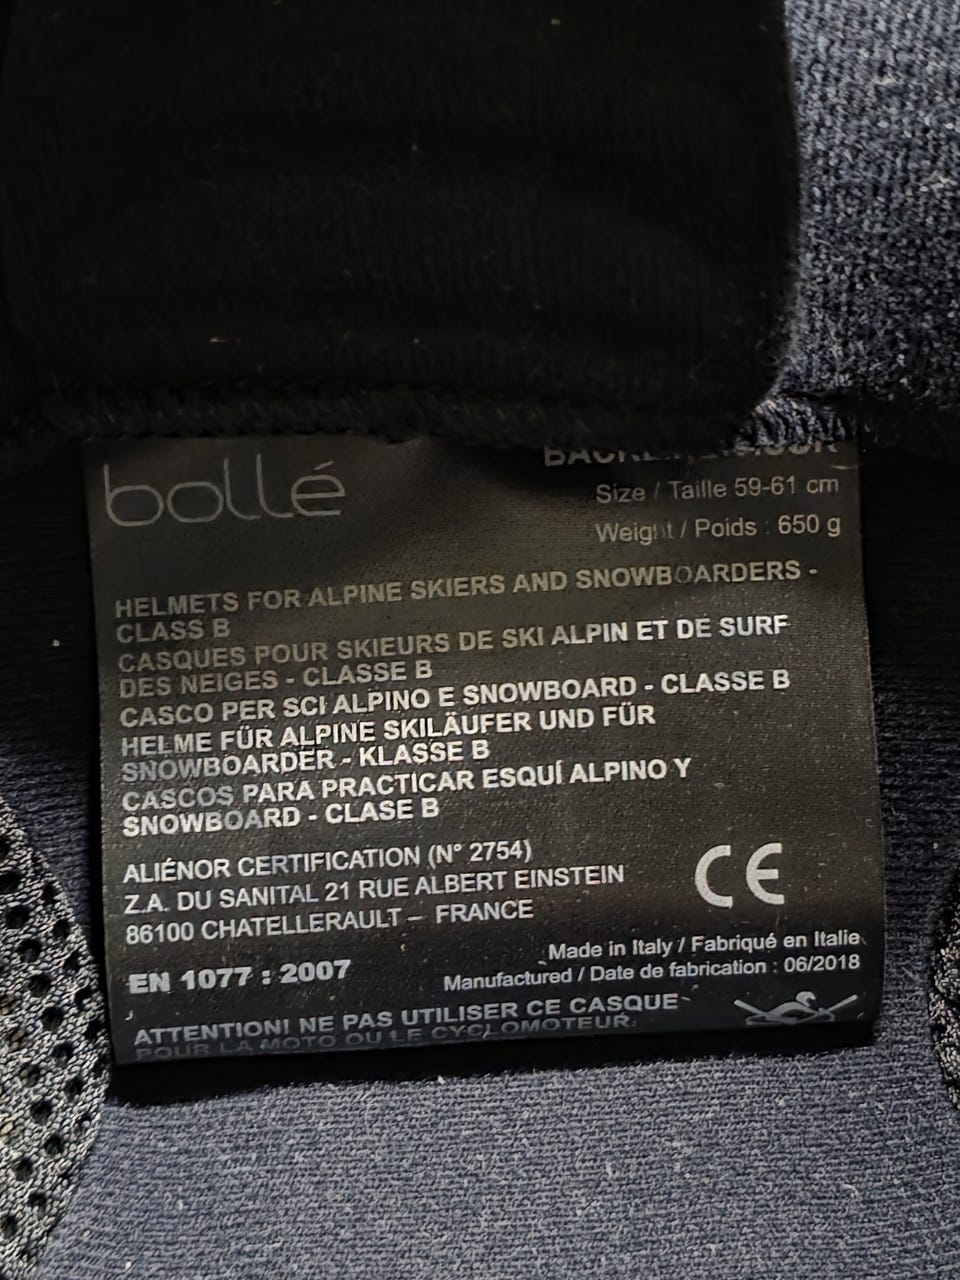 bollé
Size / Taille 59-61 cm
Weight / Poids : 650 g
HELMETS FOR ALPINE SKIERS AND SNOWBOARDERS -
CLASS B
CASQUES POUR SKIEURS DE SKI ALPIN ET DE SURF
DES NEIGES - CLASSE B
CASCO PER SCI ALPINO E SNOWBOARD - CLASSE B
HELME FÜR ALPINE SKILÄUFER UND FÜR
SNOWBOARDER - KLASSE B
CASCOS PARA PRACTICAR ESQUÍ ALPINO Y
SNOWBOARD - CLASE B
ALIÉNOR CERTIFICATION (N° 2754)
Z.A. DU SANITAL 21 RUE ALBERT EINSTEIN
86100 CHATELLERAULT – FRANCE
CE
EN 1077 : 2007
Made in Italy / Fabriqué en Italie
Manufactured / Date de fabrication : 06/2018
ATTENTION! NE PAS UTILISER CE CASQUE
POUR LA MOTO OU LE CYCLOMOTEUR.